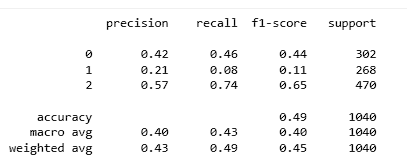 precision recall f1-score support
0 0.42 0.46 0.44 302
1 0.21 0.08 0.11 268
2 0.57 0.74 0.65 470
accuracy 0.49 1040
macro avg 0.40 0.43 0.40 1040
weighted avg 0.43 0.49 0.45 1040